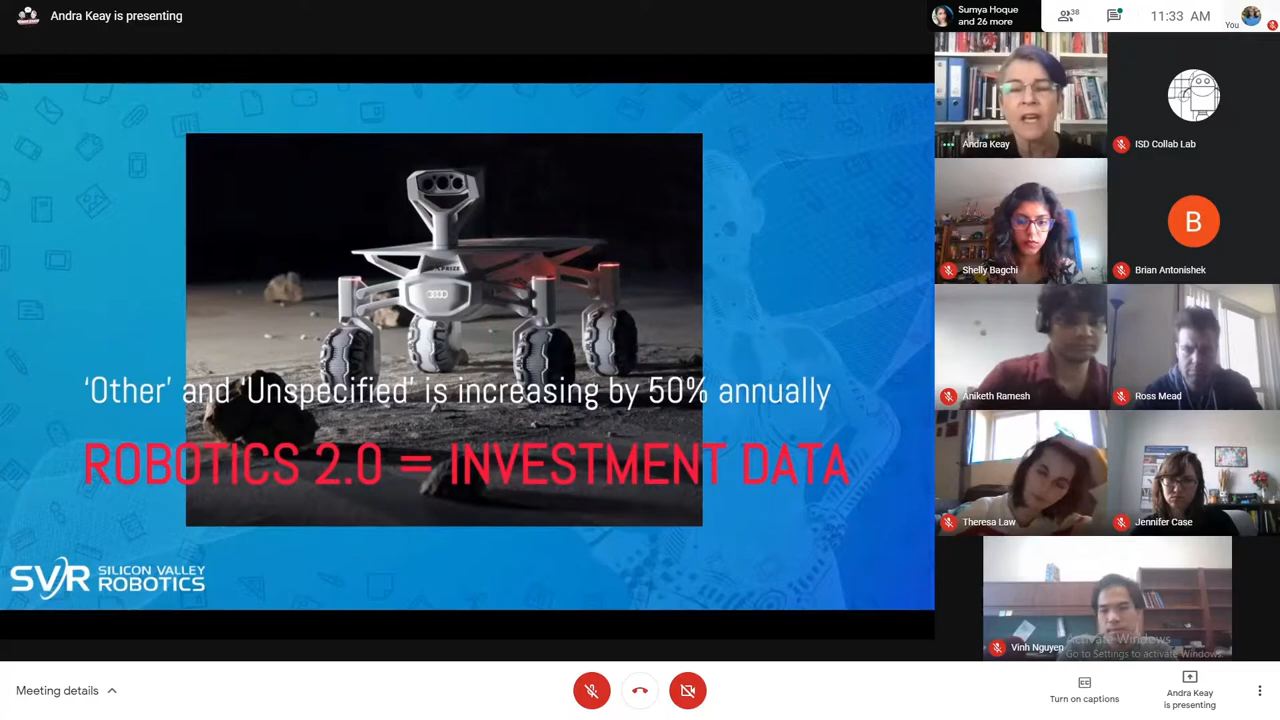 Andra Keay is presenting
Sumya Hoque
and 26 more
38
11:33 AM
You
Andra Keay
ISD Collab Lab
Shelly Bagchi
B
Brian Antonishek
Aniketh Ramesh
Ross Mead
Theresa Law
Jennifer Case
Vinh Nguyen
Activate Windows
Go to Settings to activate Windows.
XPRIZE
'Other' and 'Unspecified' is increasing by 50% annually
ROBOTICS 2.0 = INVESTMENT DATA
SVR SILICON VALLEY
ROBOTICS
Meeting details
CC
Turn on captions
Andra Keay
is presenting